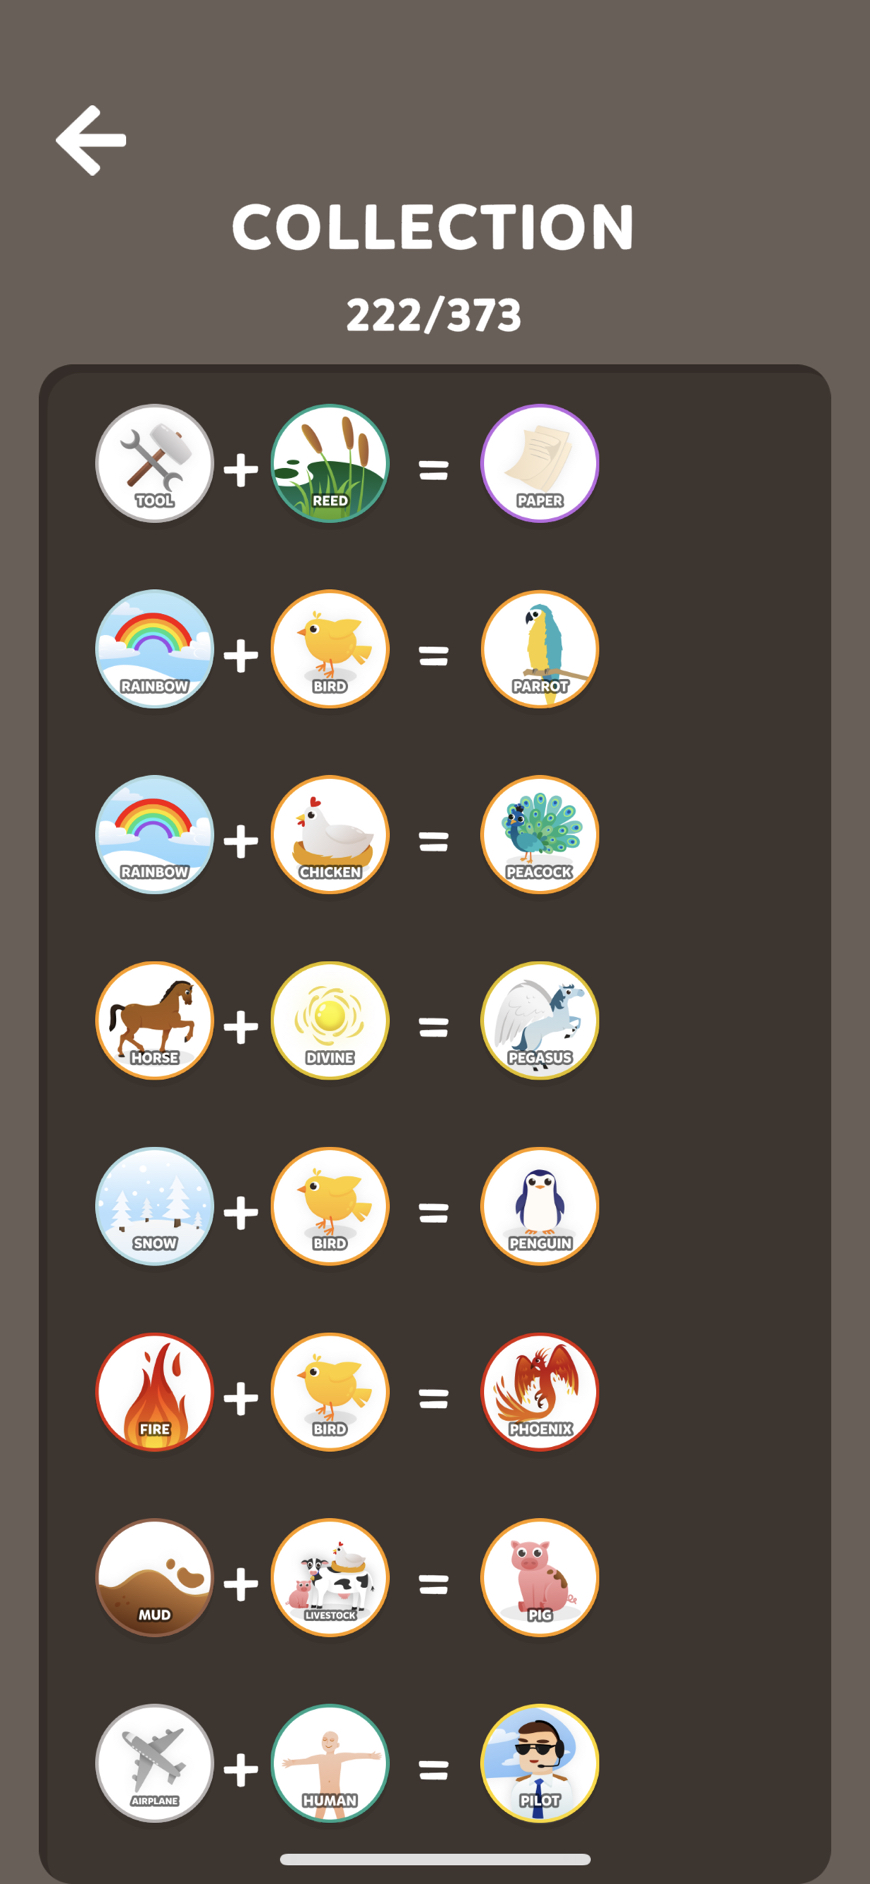 COLLECTION
222/373
TOOL + REED = PAPER
RAINBOW + BIRD = PARROT
RAINBOW + CHICKEN = PEACOCK
HORSE + DIVINE = PEGASUS
SNOW + BIRD = PENGUIN
FIRE + BIRD = PHOENIX
MUD + LIVESTOCK = PIG
AIRPLANE + HUMAN = PILOT